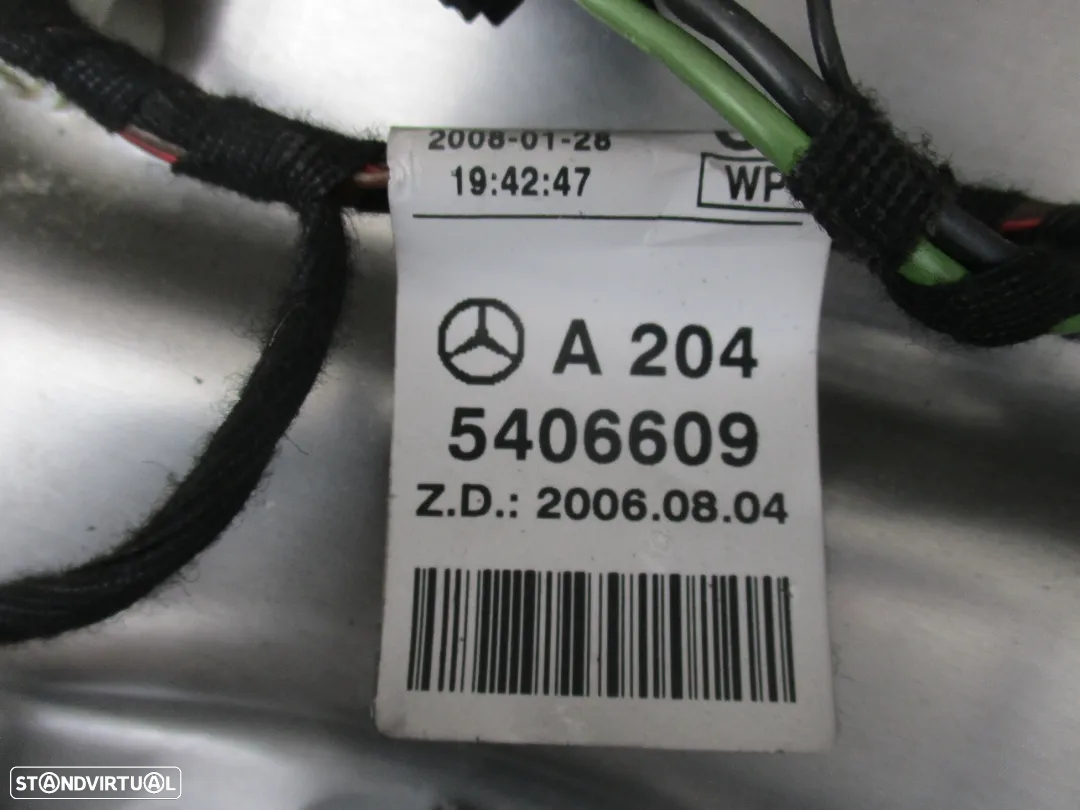 2008-01-28
19:42:47
WP
A 204
5406609
Z.D.: 2006.08.04
STANDVIRTUAL